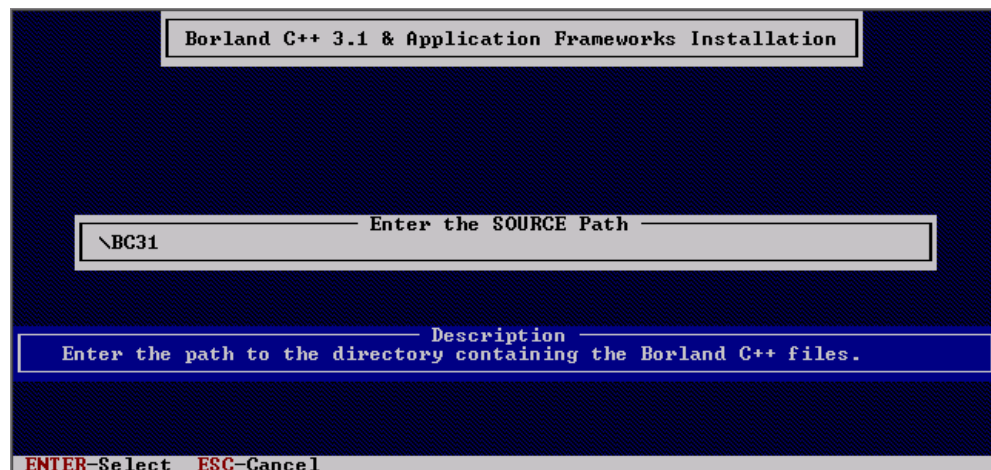 Borland C++ 3.1 & Application Frameworks Installation
Enter the SOURCE Path
\BC31
Description
Enter the path to the directory containing the Borland C++ files.
ENTER-Select ESC-Cancel